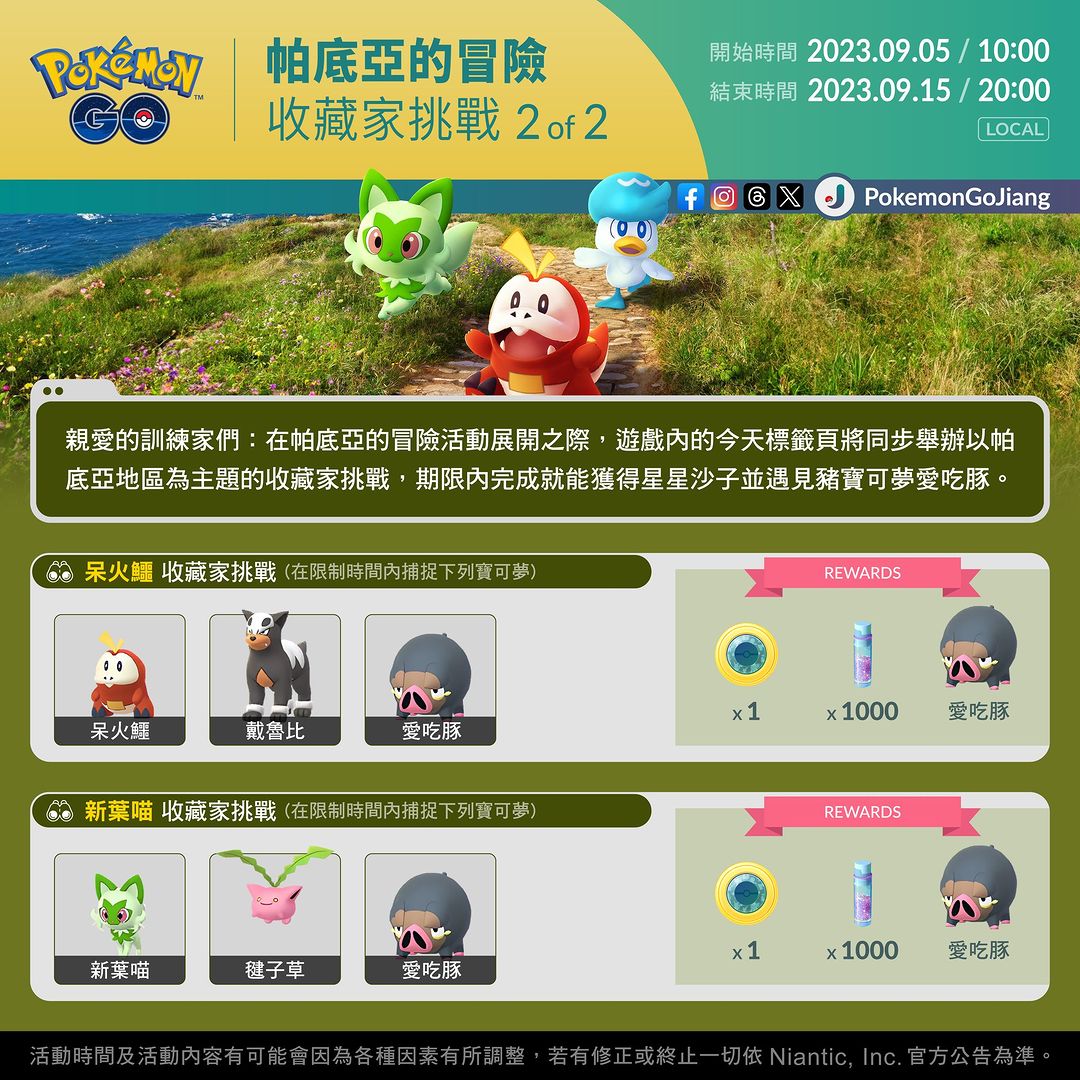 POKéMON
GO
TM
帕底亞的冒險
收藏家挑戰 2 of 2
開始時間 2023.09.05 / 10:00
結束時間 2023.09.15 / 20:00
LOCAL
PokemonGoJiang
親愛的訓練家們：在帕底亞的冒險活動展開之際，遊戲內的今天標籤頁將同步舉辦以帕
底亞地區為主題的收藏家挑戰，期限內完成就能獲得星星沙子並遇見豬寶可夢愛吃豚。
呆火鱷 收藏家挑戰 (在限制時間內捕捉下列寶可夢)
REWARDS
呆火鱷 戴魯比 愛吃豚
x 1 x 1000 愛吃豚
新葉喵 收藏家挑戰 (在限制時間內捕捉下列寶可夢)
REWARDS
新葉喵 毽子草 愛吃豚
x 1 x 1000 愛吃豚
活動時間及活動內容有可能會因為各種因素有所調整，若有修正或終止一切依 Niantic, Inc. 官方公告為準。